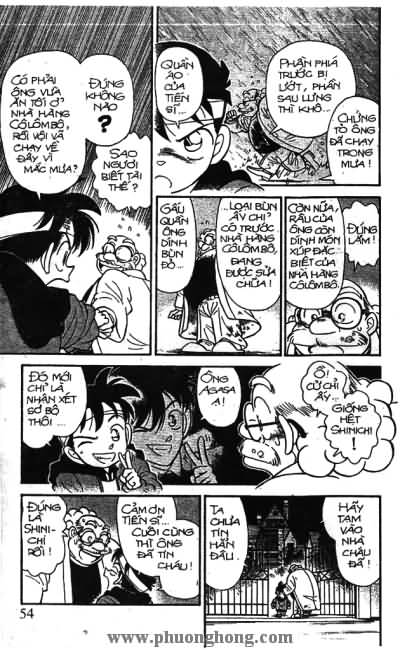 CÓ PHẢI
ÔNG VỪA
ĂN TỐI Ở
NHÀ HÀNG
CÔLÔMBÔ,
RỒI VỘI VÃ
CHẠY VỀ
ĐÂY VÌ
MẮC MƯA?
ĐÚNG
KHÔNG
NÀO
?
SAO
NGƯƠI
BIẾT TÀI
THẾ?
QUẦN
ÁO
CỦA
TIẾN
SĨ...
PHẦN PHÍA
TRƯỚC BỊ
ƯỚT, PHẦN
SAU LƯNG
THÌ KHÔ...
CHỨNG
TỎ ÔNG
ĐÃ CHẠY
TRONG
MƯA!
GẤU
QUẦN
ÔNG
DÍNH
BÙN
ĐỎ...
...LOẠI BÙN
ẤY CHỈ
CÓ TRƯỚC
NHÀ HÀNG
CÔLÔMBÔ,
ĐANG
ĐƯỢC SỬA
CHỮA!
CÒN NỮA,
RÂU CỦA
ÔNG CÒN
DÍNH MÓN
XÚP ĐẶC
BIỆT CỦA
NHÀ HÀNG
CÔLÔMBÔ.
ĐÚNG
LẮM!
ĐÓ MỚI
CHỈ LÀ
NHẬN XÉT
SƠ BỘ
THÔI...
ÔNG
AGASA
À!
Ồ!
CỬ CHỈ
ẤY...
GIỐNG
HỆT
SHINICHI
!
ĐÚNG
LÀ
SHINI-
CHI
RỒI!
CẢM ƠN
TIẾN SĨ...
CUỐI CÙNG
THÌ ÔNG
ĐÃ TIN
CHÁU!
TA
CHƯA
TIN
HẲN
ĐÂU.
HÃY
TẠM
VÀO
NHÀ
CHÁU
ĐÃ!
54
www.phuonghong.com